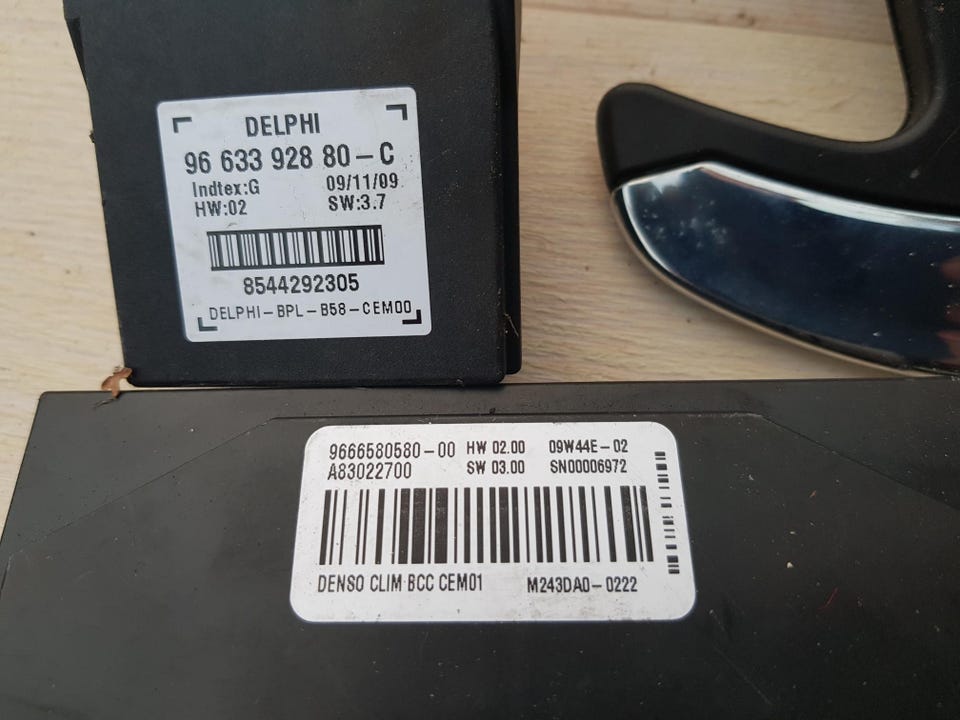 DELPHI
96 633 928 80-C
Indtex:G 09/11/09
HW:02 SW:3.7
8544292305
DELPHI-BPL-B58-CEM00
9666580580-00 HW 02.00 09W44E-02
A83022700 SW 03.00 SN00006972
DENSO CLIM BCC CEM01 M243DA0-0222